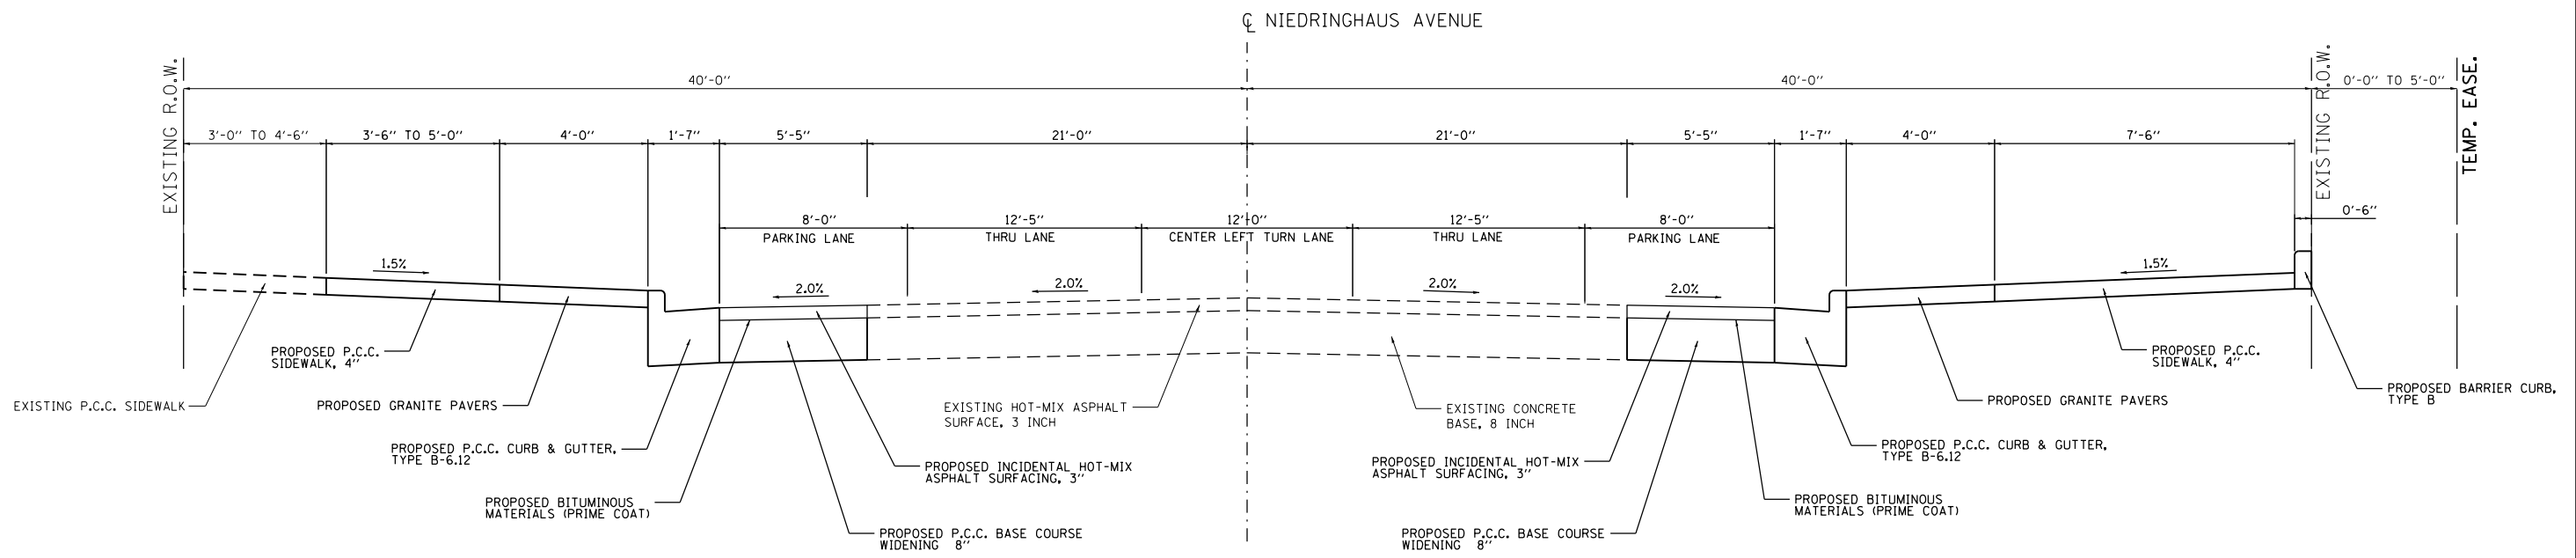 ℄ NIEDRINGHAUS AVENUE
EXISTING R.O.W.
40'-0"
40'-0"
EXISTING R.O.W.
0'-0" TO 5'-0"
TEMP. EASE.
3'-0" TO 4'-6"
3'-6" TO 5'-0"
4'-0"
1'-7"
5'-5"
21'-0"
21'-0"
5'-5"
1'-7"
4'-0"
7'-6"
0'-6"
8'-0"
12'-5"
12'-0"
12'-5"
8'-0"
PARKING LANE
THRU LANE
CENTER LEFT TURN LANE
THRU LANE
PARKING LANE
1.5%
2.0%
2.0%
2.0%
2.0%
1.5%
PROPOSED P.C.C.
SIDEWALK, 4"
EXISTING P.C.C. SIDEWALK
PROPOSED GRANITE PAVERS
PROPOSED P.C.C. CURB & GUTTER,
TYPE B-6.12
PROPOSED BITUMINOUS
MATERIALS (PRIME COAT)
EXISTING HOT-MIX ASPHALT
SURFACE, 3 INCH
PROPOSED INCIDENTAL HOT-MIX
ASPHALT SURFACING, 3"
PROPOSED P.C.C. BASE COURSE
WIDENING 8"
EXISTING CONCRETE
BASE, 8 INCH
PROPOSED INCIDENTAL HOT-MIX
ASPHALT SURFACING, 3"
PROPOSED P.C.C. BASE COURSE
WIDENING 8"
PROPOSED BITUMINOUS
MATERIALS (PRIME COAT)
PROPOSED P.C.C. CURB & GUTTER,
TYPE B-6.12
PROPOSED GRANITE PAVERS
PROPOSED P.C.C.
SIDEWALK, 4"
PROPOSED BARRIER CURB,
TYPE B